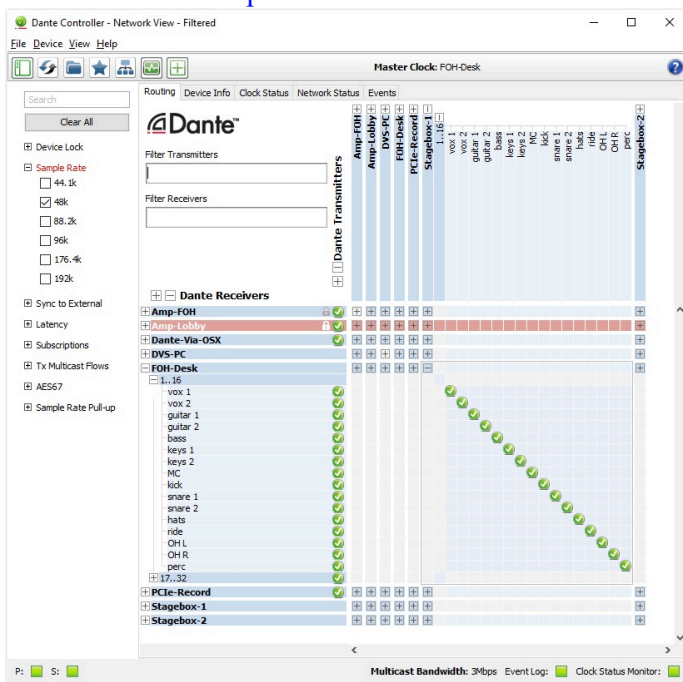 Dante Controller - Network View - Filtered
File Device View Help
Master Clock: FOH-Desk
?
Search
Clear All
Device Lock
Sample Rate
44.1k
48k
88.2k
96k
176.4k
192k
Sync to External
Latency
Subscriptions
Tx Multicast Flows
AES67
Sample Rate Pull-up
Routing Device Info Clock Status Network Status Events
Dante™
Filter Transmitters
Filter Receivers
Dante Transmitters
Amp-FOH
Amp-Lobby
DVS-PC
FOH-Desk
PCIe-Record
Stagebox-1
1..16
vox 1
vox 2
guitar 1
guitar 2
bass
keys 1
keys 2
MC
kick
snare 1
snare 2
hats
ride
OH L
OH R
perc
Stagebox-2
Dante Receivers
Amp-FOH
Amp-Lobby
Dante-Via-OSX
DVS-PC
FOH-Desk
1..16
vox 1
vox 2
guitar 1
guitar 2
bass
keys 1
keys 2
MC
kick
snare 1
snare 2
hats
ride
OH L
OH R
perc
17..32
PCIe-Record
Stagebox-1
Stagebox-2
P: S: Multicast Bandwidth: 3Mbps Event Log: Clock Status Monitor: